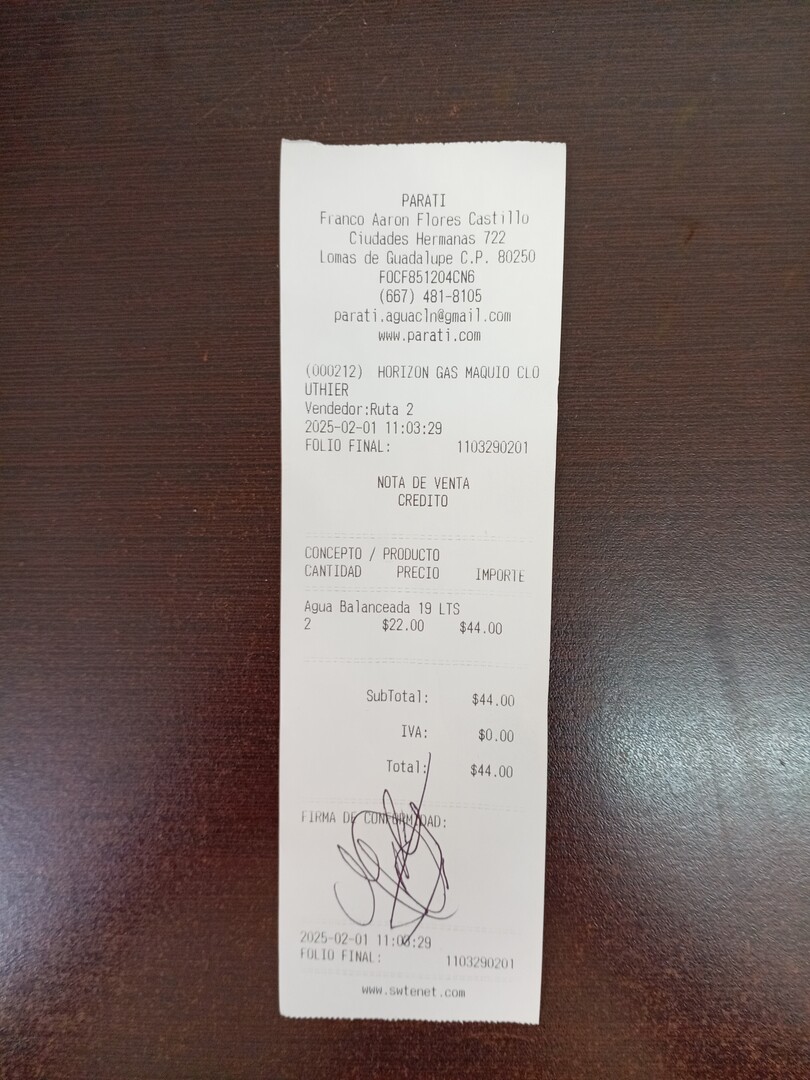 PARATI
Franco Aaron Flores Castillo
Ciudades Hermanas 722
Lomas de Guadalupe C.P. 80250
FOCF851204CN6
(667) 481-8105
parati.aguacln@gmail.com
www.parati.com
(000212) HORIZON GAS MAQUIO CLO
UTHIER
Vendedor:Ruta 2
2025-02-01 11:03:29
FOLIO FINAL: 1103290201
NOTA DE VENTA
CREDITO
CONCEPTO / PRODUCTO
CANTIDAD PRECIO IMPORTE
Agua Balanceada 19 LTS
2 $22.00 $44.00
SubTotal: $44.00
IVA: $0.00
Total: $44.00
FIRMA DE CONFORMIDAD:
2025-02-01 11:03:29
FOLIO FINAL: 1103290201
www.swtenet.com